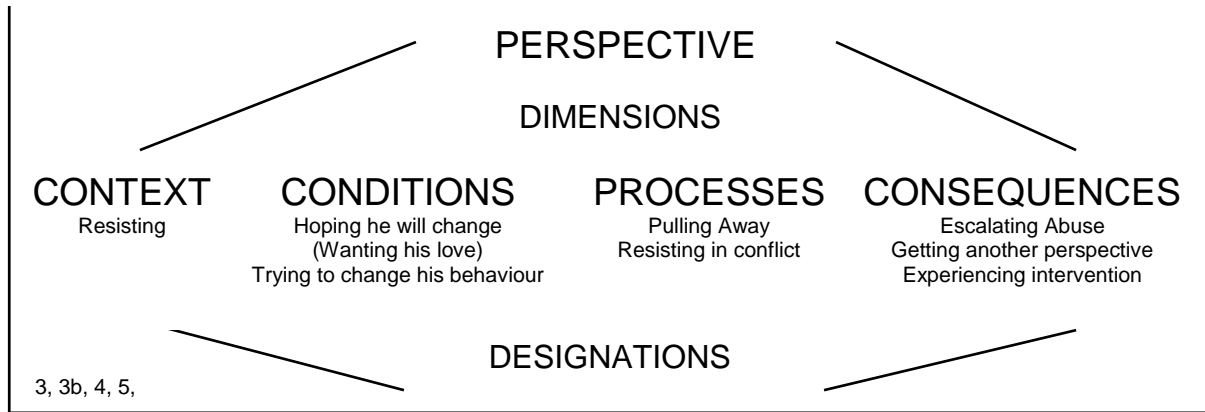 PERSPECTIVE
DIMENSIONS
CONTEXT
Resisting
CONDITIONS
Hoping he will change
(Wanting his love)
Trying to change his behaviour
PROCESSES
Pulling Away
Resisting in conflict
CONSEQUENCES
Escalating Abuse
Getting another perspective
Experiencing intervention
DESIGNATIONS
3, 3b, 4, 5,